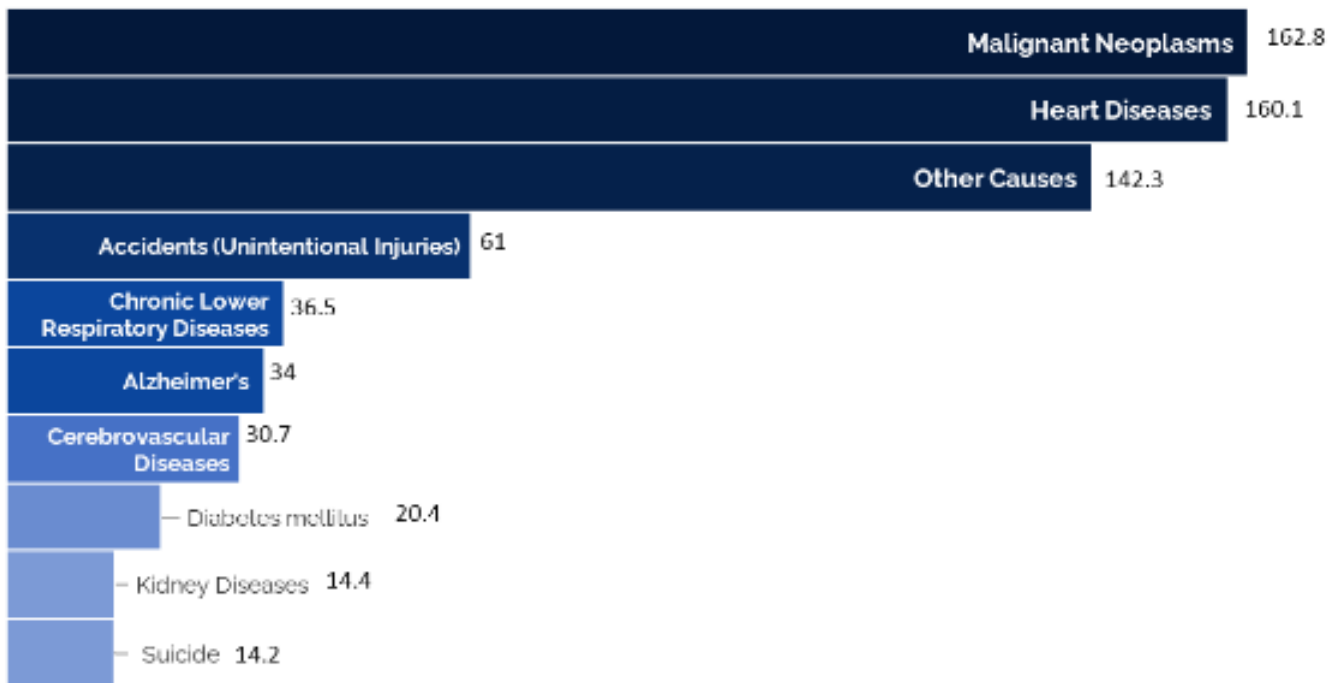 Malignant Neoplasms 162.8
Heart Diseases 160.1
Other Causes 142.3
Accidents (Unintentional Injuries) 61
Chronic Lower
Respiratory Diseases 36.5
Alzheimer's 34
Cerebrovascular
Diseases 30.7
Diabetes mellitus 20.4
Kidney Diseases 14.4
Suicide 14.2